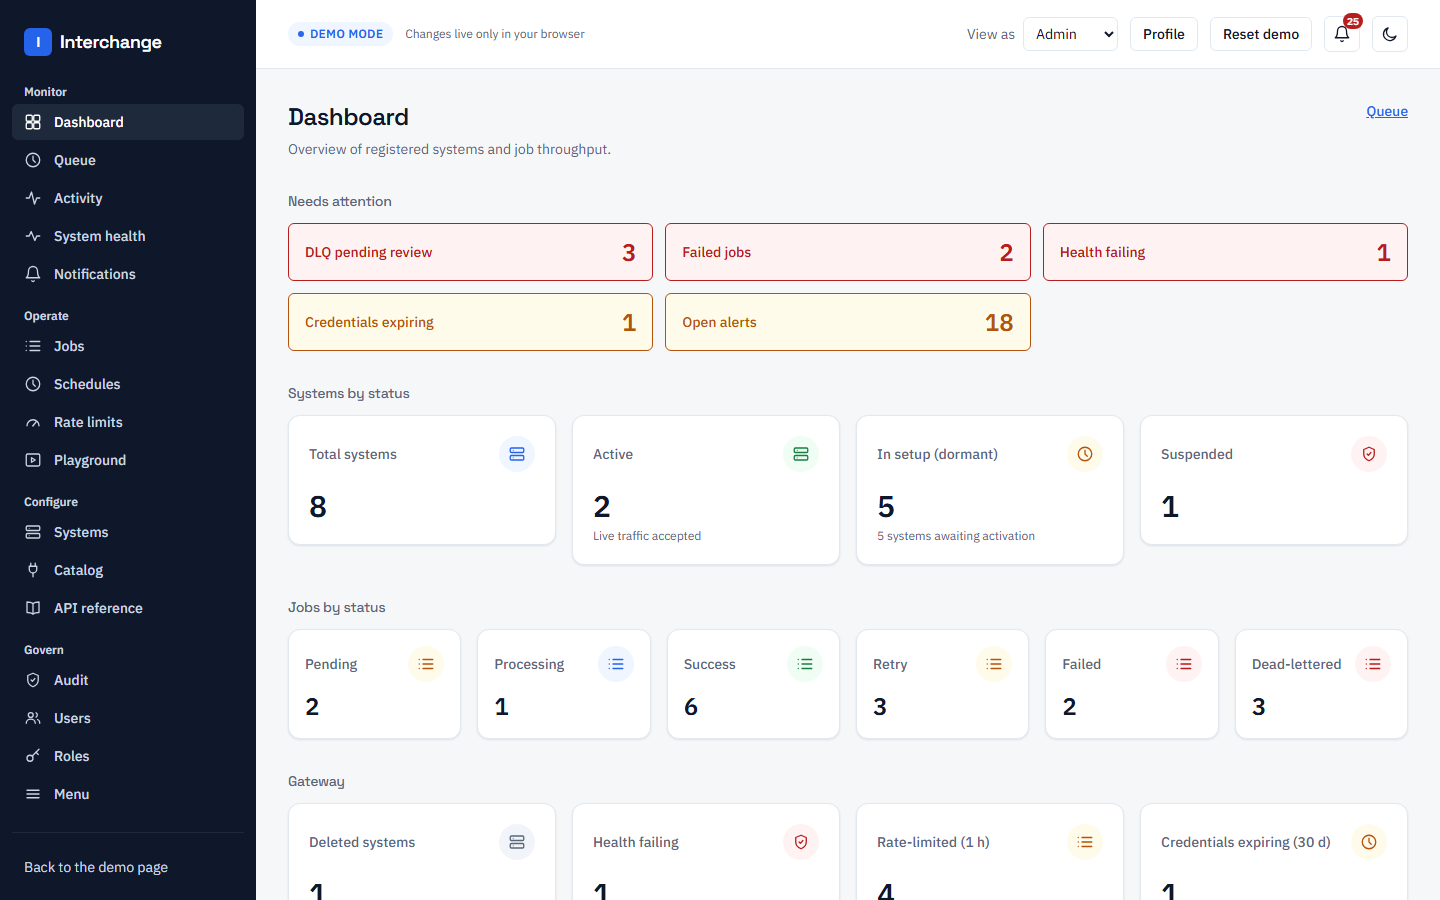 I Interchange
Monitor
Dashboard
Queue
Activity
System health
Notifications
Operate
Jobs
Schedules
Rate limits
Playground
Configure
Systems
Catalog
API reference
Govern
Audit
Users
Roles
Menu
Back to the demo page
DEMO MODE Changes live only in your browser
View as Admin Profile Reset demo 25
Dashboard
Queue
Overview of registered systems and job throughput.
Needs attention
DLQ pending review 3
Failed jobs 2
Health failing 1
Credentials expiring 1
Open alerts 18
Systems by status
Total systems
8
Active
2
Live traffic accepted
In setup (dormant)
5
5 systems awaiting activation
Suspended
1
Jobs by status
Pending
2
Processing
1
Success
6
Retry
3
Failed
2
Dead-lettered
3
Gateway
Deleted systems
1
Health failing
1
Rate-limited (1 h)
4
Credentials expiring (30 d)
1